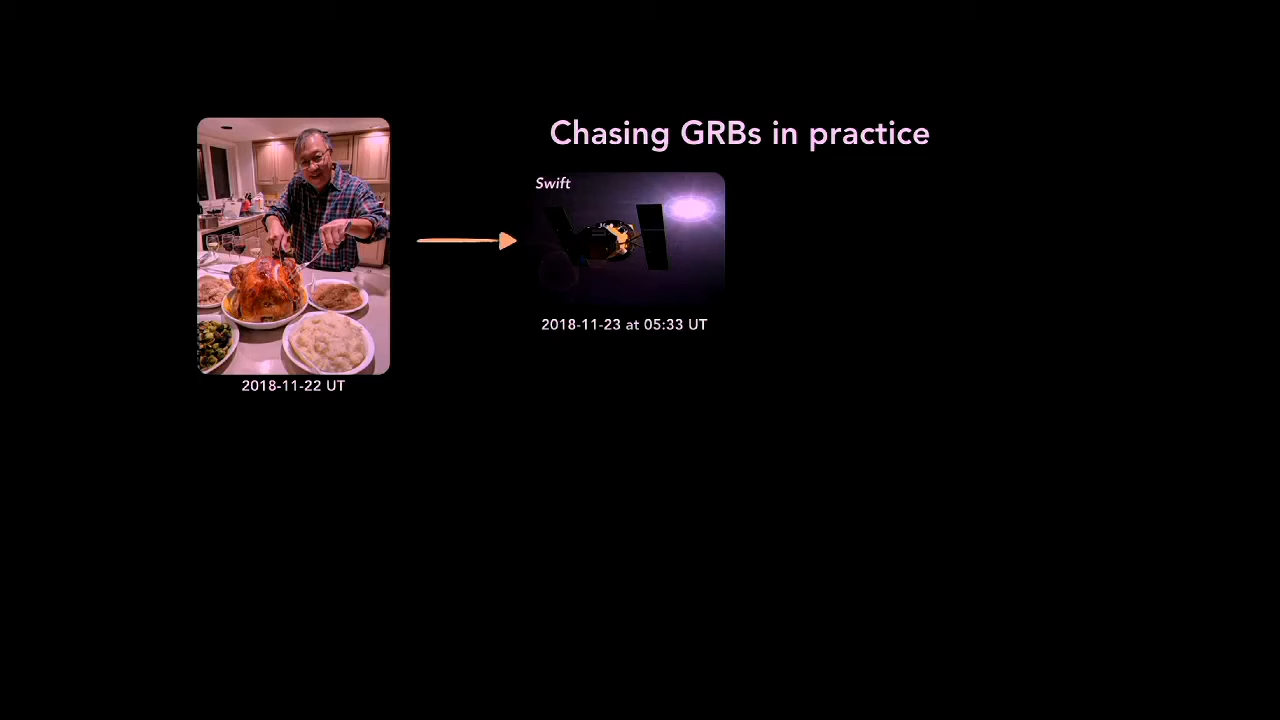 Chasing GRBs in practice
Swift
2018-11-23 at 05:33 UT
2018-11-22 UT